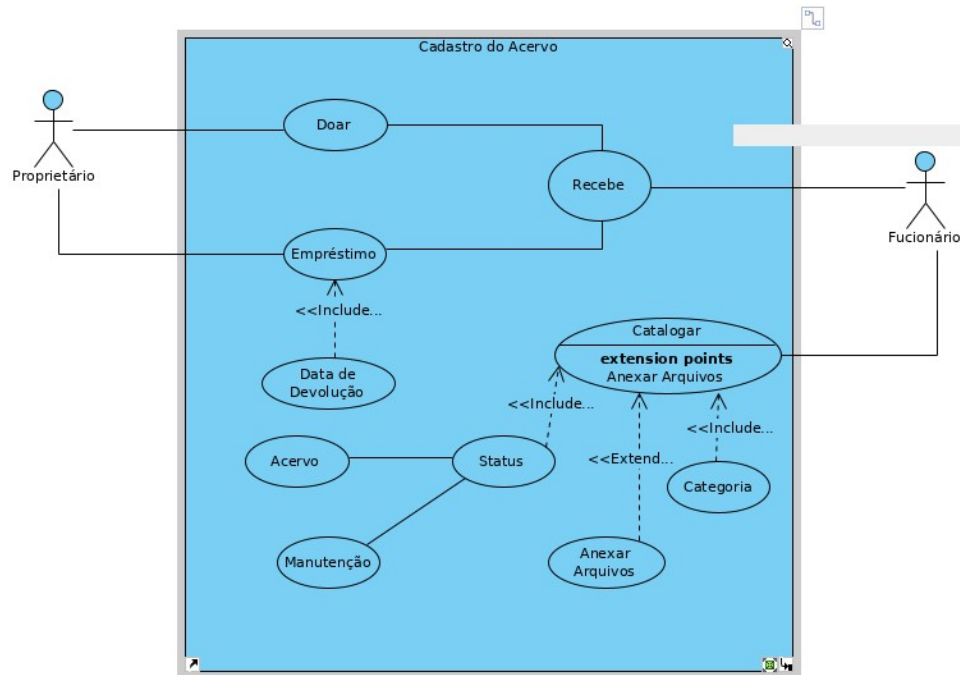 Cadastro do Acervo
Doar
Proprietário
Recebe
Fucionário
Empréstimo
<<Include...
Data de
Devolução
Catalogar
extension points
Anexar Arquivos
<<Include...
<<Include...
<<Extend...
Acervo
Status
Categoria
Manutenção
Anexar
Arquivos